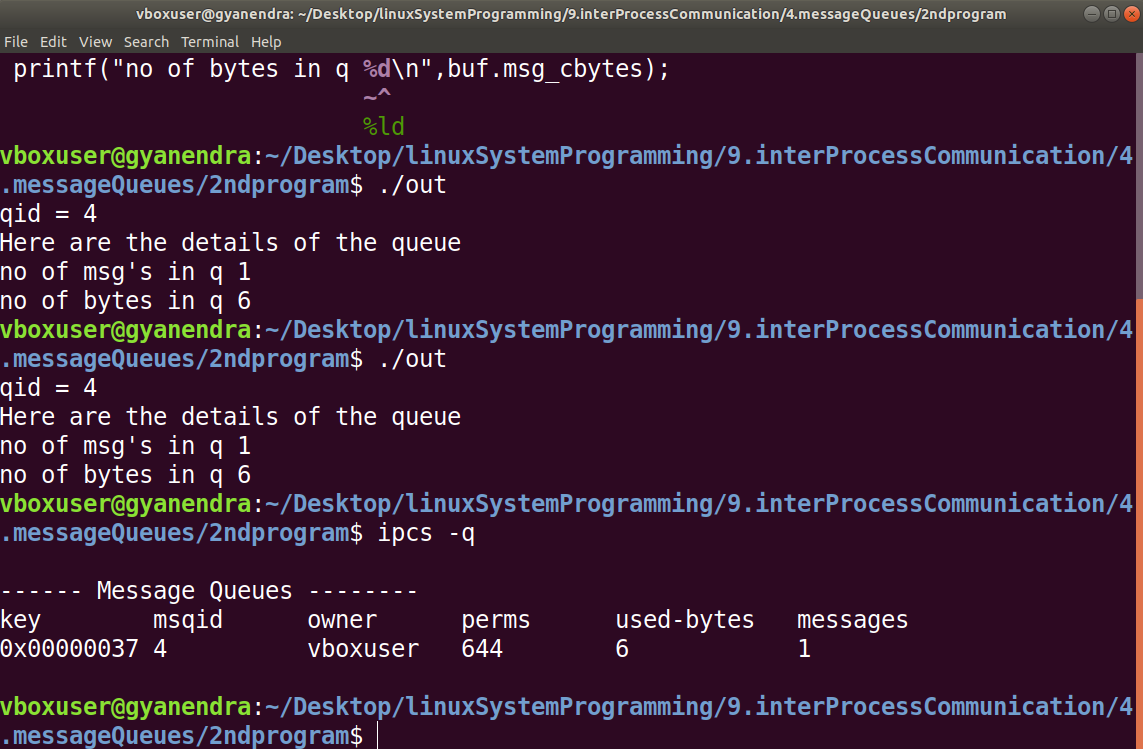 vboxuser@gyanendra: ~/Desktop/linuxSystemProgramming/9.interProcessCommunication/4.messageQueues/2ndprogram
File Edit View Search Terminal Help
 printf("no of bytes in q %d\n",buf.msg_cbytes);
                          ~^
                          %ld
vboxuser@gyanendra:~/Desktop/linuxSystemProgramming/9.interProcessCommunication/4
.messageQueues/2ndprogram$ ./out
qid = 4
Here are the details of the queue
no of msg's in q 1
no of bytes in q 6
vboxuser@gyanendra:~/Desktop/linuxSystemProgramming/9.interProcessCommunication/4
.messageQueues/2ndprogram$ ./out
qid = 4
Here are the details of the queue
no of msg's in q 1
no of bytes in q 6
vboxuser@gyanendra:~/Desktop/linuxSystemProgramming/9.interProcessCommunication/4
.messageQueues/2ndprogram$ ipcs -q
------ Message Queues --------
key        msqid      owner      perms      used-bytes   messages
0x00000037 4          vboxuser   644        6            1
vboxuser@gyanendra:~/Desktop/linuxSystemProgramming/9.interProcessCommunication/4
.messageQueues/2ndprogram$